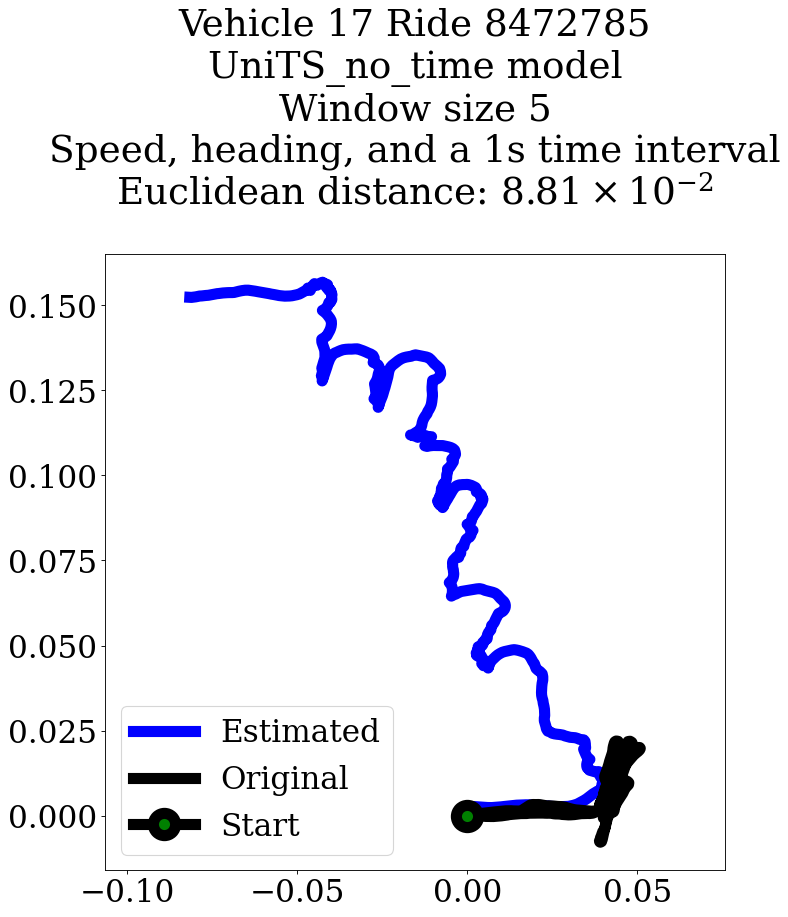 Vehicle 17 Ride 8472785
UniTS_no_time model
Window size 5
Speed, heading, and a 1s time interval
Euclidean distance: 8.81 × 10⁻²
0.150
0.125
0.100
0.075
0.050
0.025
0.000
Estimated
Original
Start
−0.10
−0.05
0.00
0.05